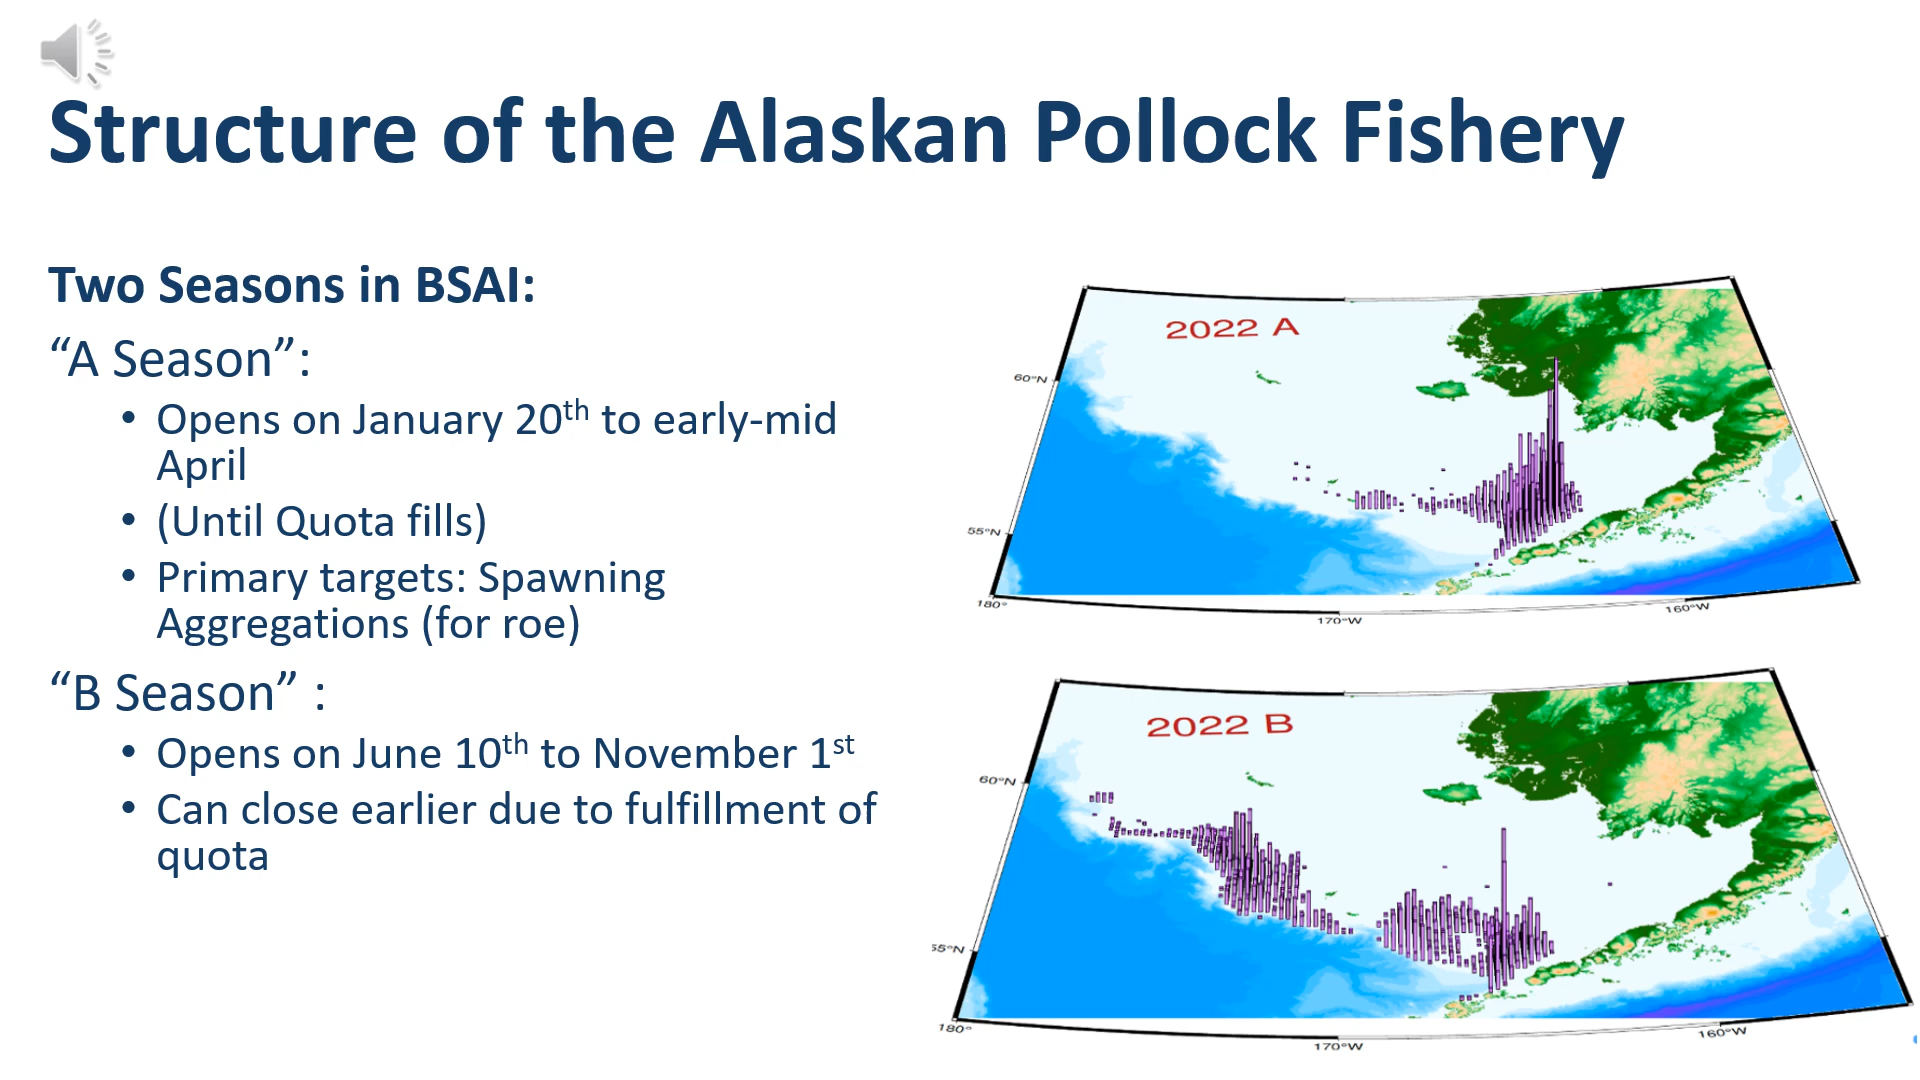 Structure of the Alaskan Pollock Fishery
Two Seasons in BSAI:
“A Season”:
• Opens on January 20th to early-mid
April
• (Until Quota fills)
• Primary targets: Spawning
Aggregations (for roe)
“B Season” :
• Opens on June 10th to November 1st
• Can close earlier due to fulfillment of
quota
2022 A
60°N
55°N
180°
170°W
160°W
2022 B
60°N
55°N
180°
170°W
160°W